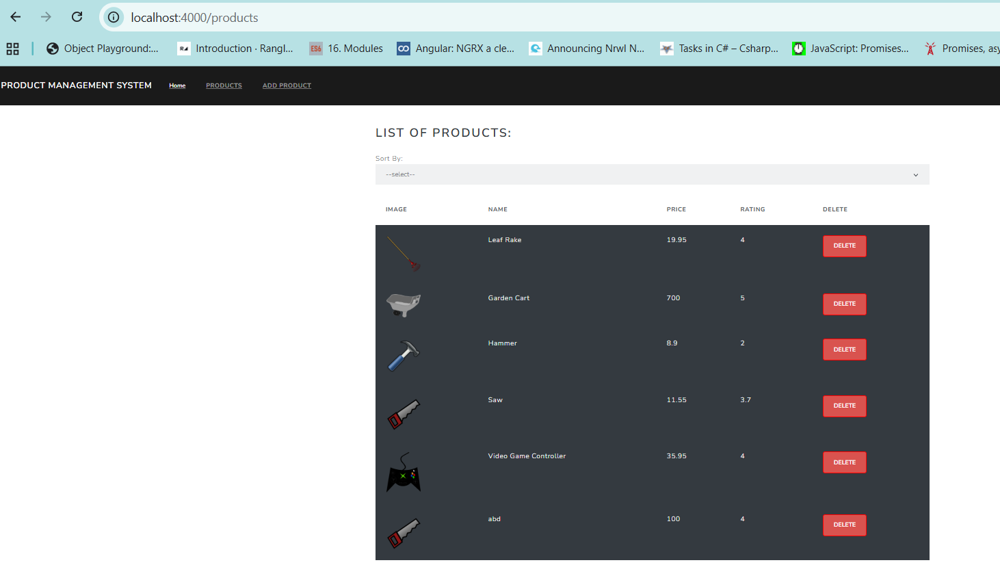 localhost:4000/products
Object Playground:... Introduction · Rangl... ES6 16. Modules Angular: NGRX a cle... Announcing Nrwl N... Tasks in C# – Csharp... JavaScript: Promises... Promises, asy
PRODUCT MANAGEMENT SYSTEM Home PRODUCTS ADD PRODUCT
LIST OF PRODUCTS:
Sort By:
--select--
IMAGE NAME PRICE RATING DELETE
Leaf Rake 19.95 4 DELETE
Garden Cart 700 5 DELETE
Hammer 8.9 2 DELETE
Saw 11.55 3.7 DELETE
Video Game Controller 35.95 4 DELETE
abd 100 4 DELETE